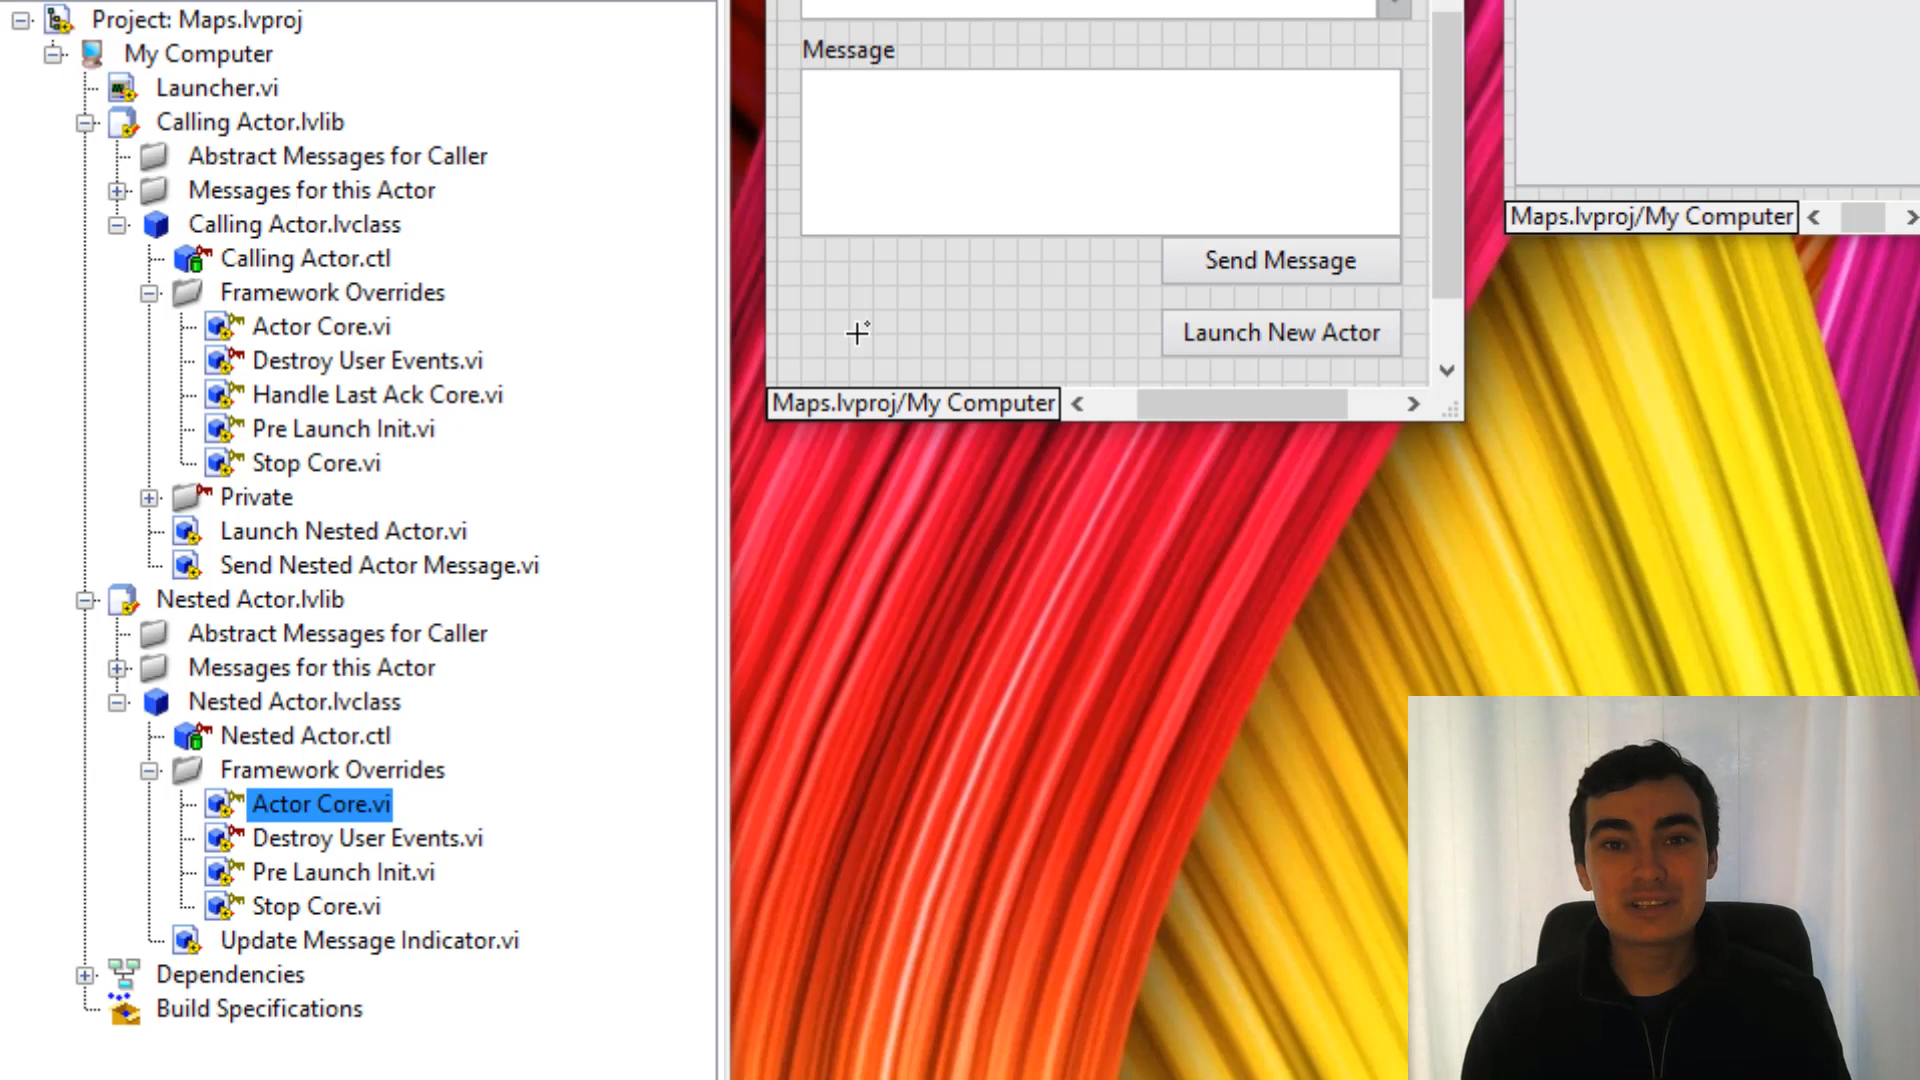 Project: Maps.lvproj
My Computer
Launcher.vi
Calling Actor.lvlib
Abstract Messages for Caller
Messages for this Actor
Calling Actor.lvclass
Calling Actor.ctl
Framework Overrides
Actor Core.vi
Destroy User Events.vi
Handle Last Ack Core.vi
Pre Launch Init.vi
Stop Core.vi
Private
Launch Nested Actor.vi
Send Nested Actor Message.vi
Nested Actor.lvlib
Abstract Messages for Caller
Messages for this Actor
Nested Actor.lvclass
Nested Actor.ctl
Framework Overrides
Actor Core.vi
Destroy User Events.vi
Pre Launch Init.vi
Stop Core.vi
Update Message Indicator.vi
Dependencies
Build Specifications
Message
Send Message
Launch New Actor
Maps.lvproj/My Computer
Maps.lvproj/My Computer